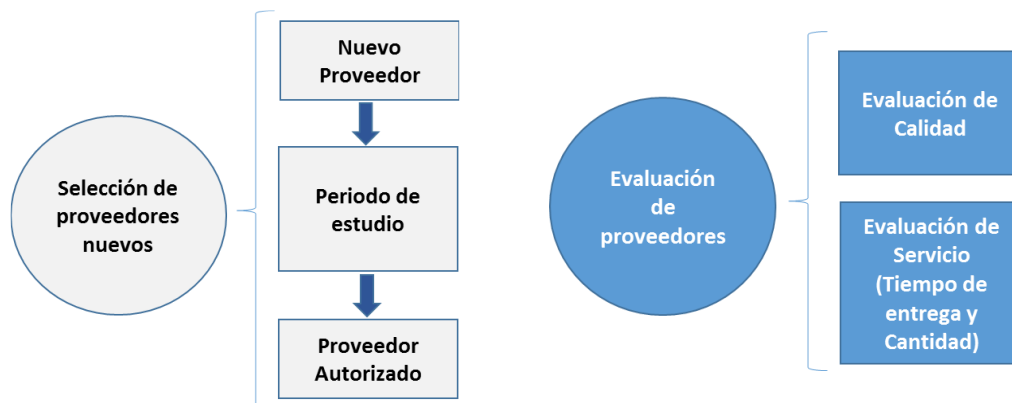 Selección de
proveedores
nuevos
Nuevo
Proveedor
Periodo de
estudio
Proveedor
Autorizado
Evaluación
de
proveedores
Evaluación de
Calidad
Evaluación de
Servicio
(Tiempo de
entrega y
Cantidad)